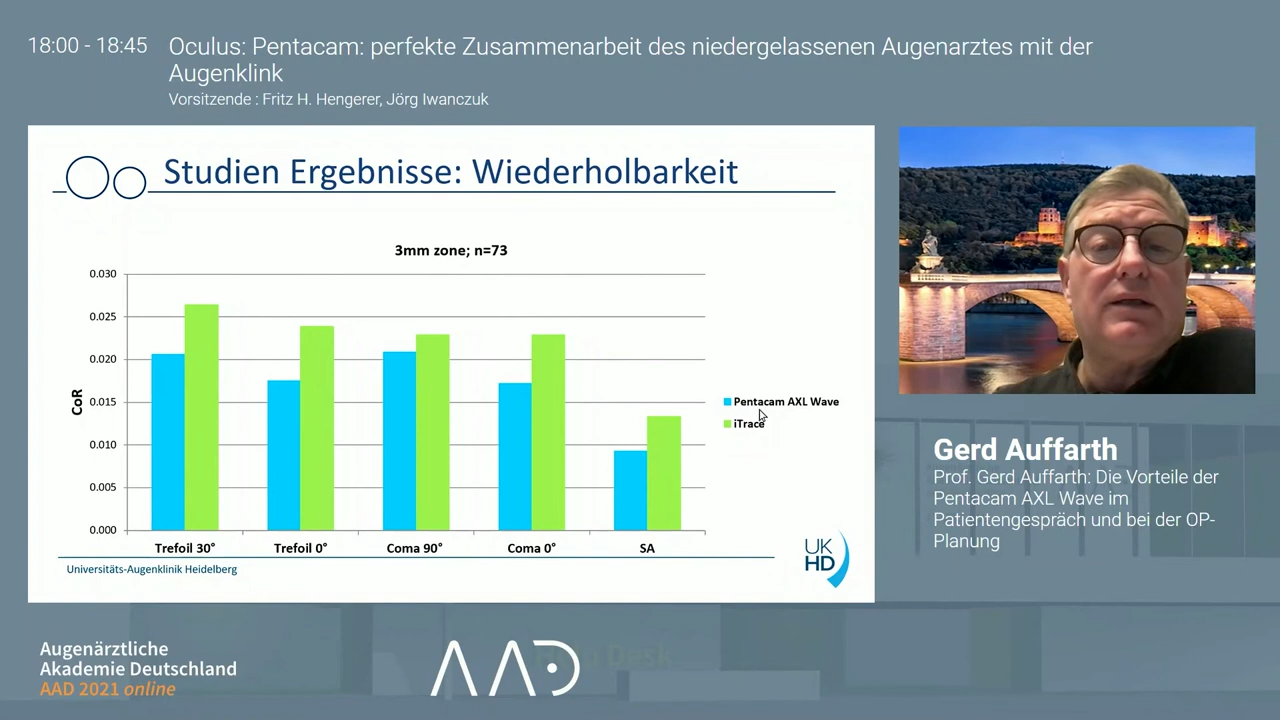 18:00 - 18:45
Oculus: Pentacam: perfekte Zusammenarbeit des niedergelassenen Augenarztes mit der
Augenklink
Vorsitzende : Fritz H. Hengerer, Jörg Iwanczuk
Studien Ergebnisse: Wiederholbarkeit
3mm zone; n=73
0.030
0.025
0.020
0.015
0.010
0.005
0.000
CoR
Trefoil 30° Trefoil 0° Coma 90° Coma 0° SA
Pentacam AXL Wave
iTrace
Universitäts-Augenklinik Heidelberg
UK
HD
Gerd Auffarth
Prof. Gerd Auffarth: Die Vorteile der
Pentacam AXL Wave im
Patientengespräch und bei der OP-
Planung
Augenärztliche
Akademie Deutschland
AAD 2021 online
AAD